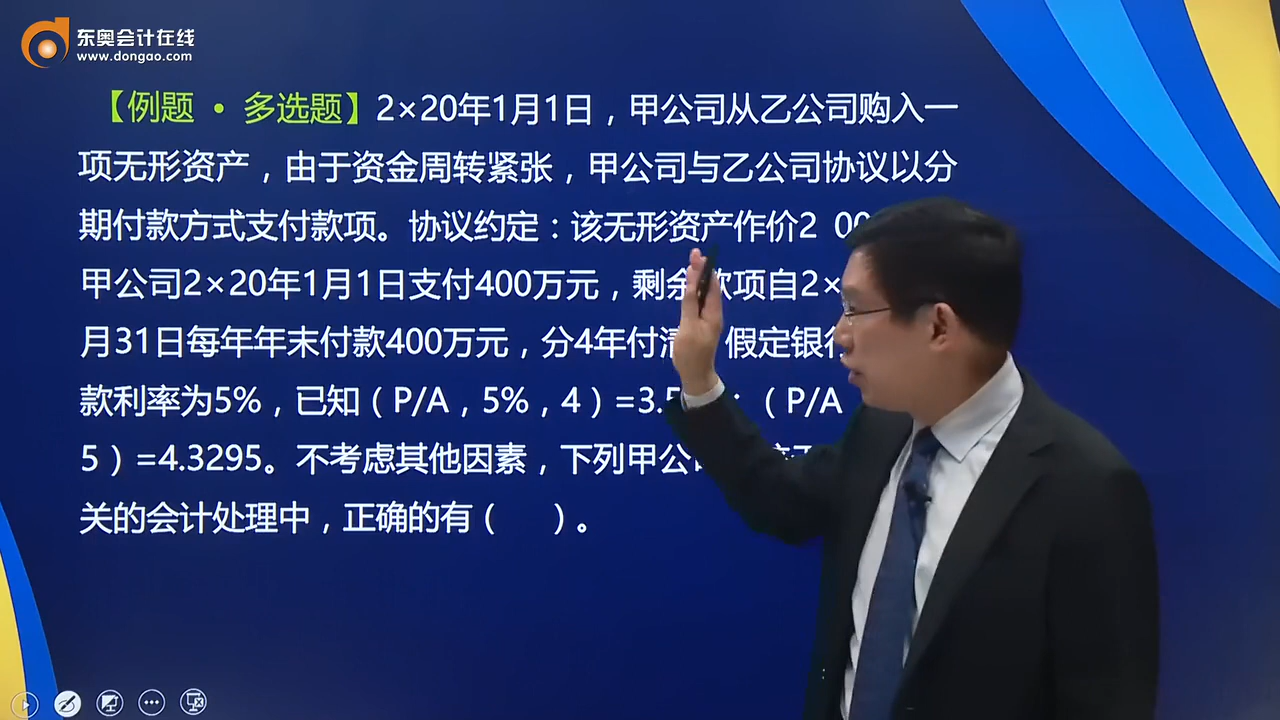 东奥会计在线
www.dongao.com
【例题 · 多选题】2×20年1月1日，甲公司从乙公司购入一
项无形资产，由于资金周转紧张，甲公司与乙公司协议以分
期付款方式支付款项。协议约定：该无形资产作价2 00
甲公司2×20年1月1日支付400万元，剩余款项自2×
月31日每年年末付款400万元，分4年付清 假定银行
款利率为5%，已知（P/A，5%，4）=3.5 ；（P/A
5）=4.3295。不考虑其他因素，下列甲公司
关的会计处理中，正确的有（ ）。